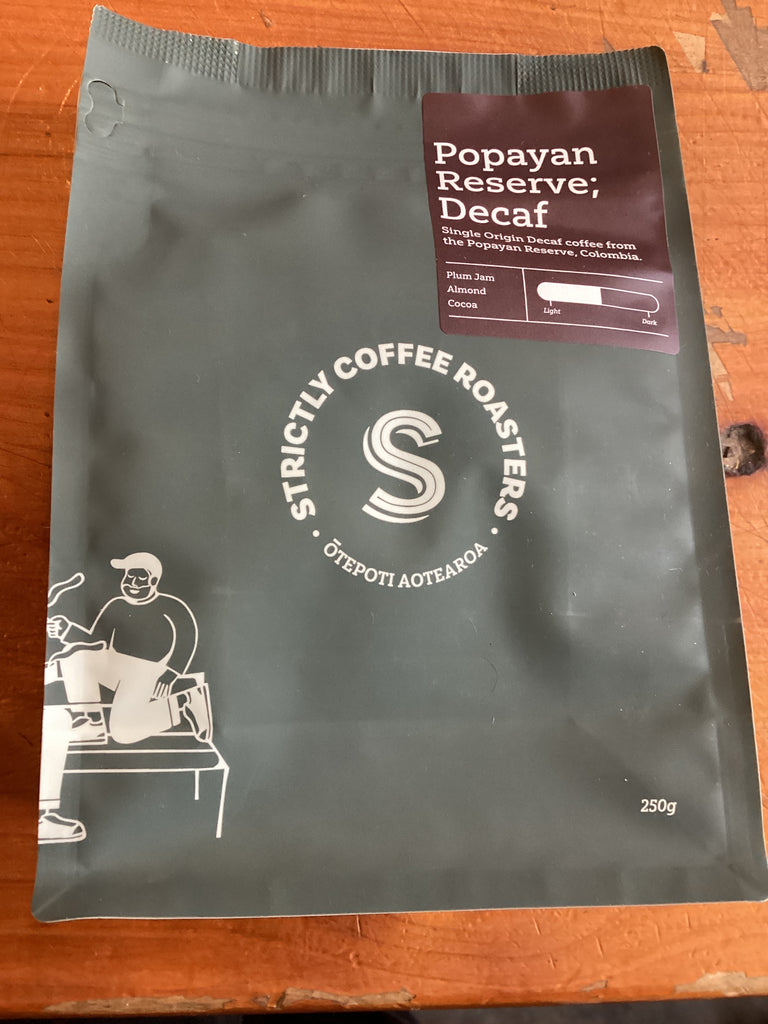 Popayan
Reserve;
Decaf
Single Origin Decaf coffee from
the Popayan Reserve, Colombia.
Plum Jam
Almond
Cocoa
Light
Dark
STRICTLY COFFEE ROASTERS
S
• ŌTEPOTI AOTEAROA •
250g